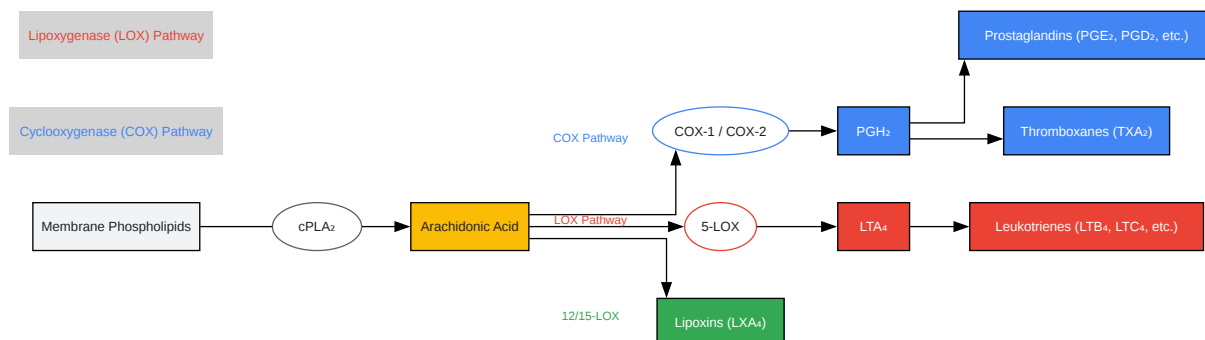 Lipoxygenase (LOX) Pathway
Prostaglandins (PGE₂, PGD₂, etc.)
Cyclooxygenase (COX) Pathway
COX Pathway
COX-1 / COX-2
PGH₂
Thromboxanes (TXA₂)
Membrane Phospholipids
cPLA₂
Arachidonic Acid
LOX Pathway
5-LOX
LTA₄
Leukotrienes (LTB₄, LTC₄, etc.)
12/15-LOX
Lipoxins (LXA₄)